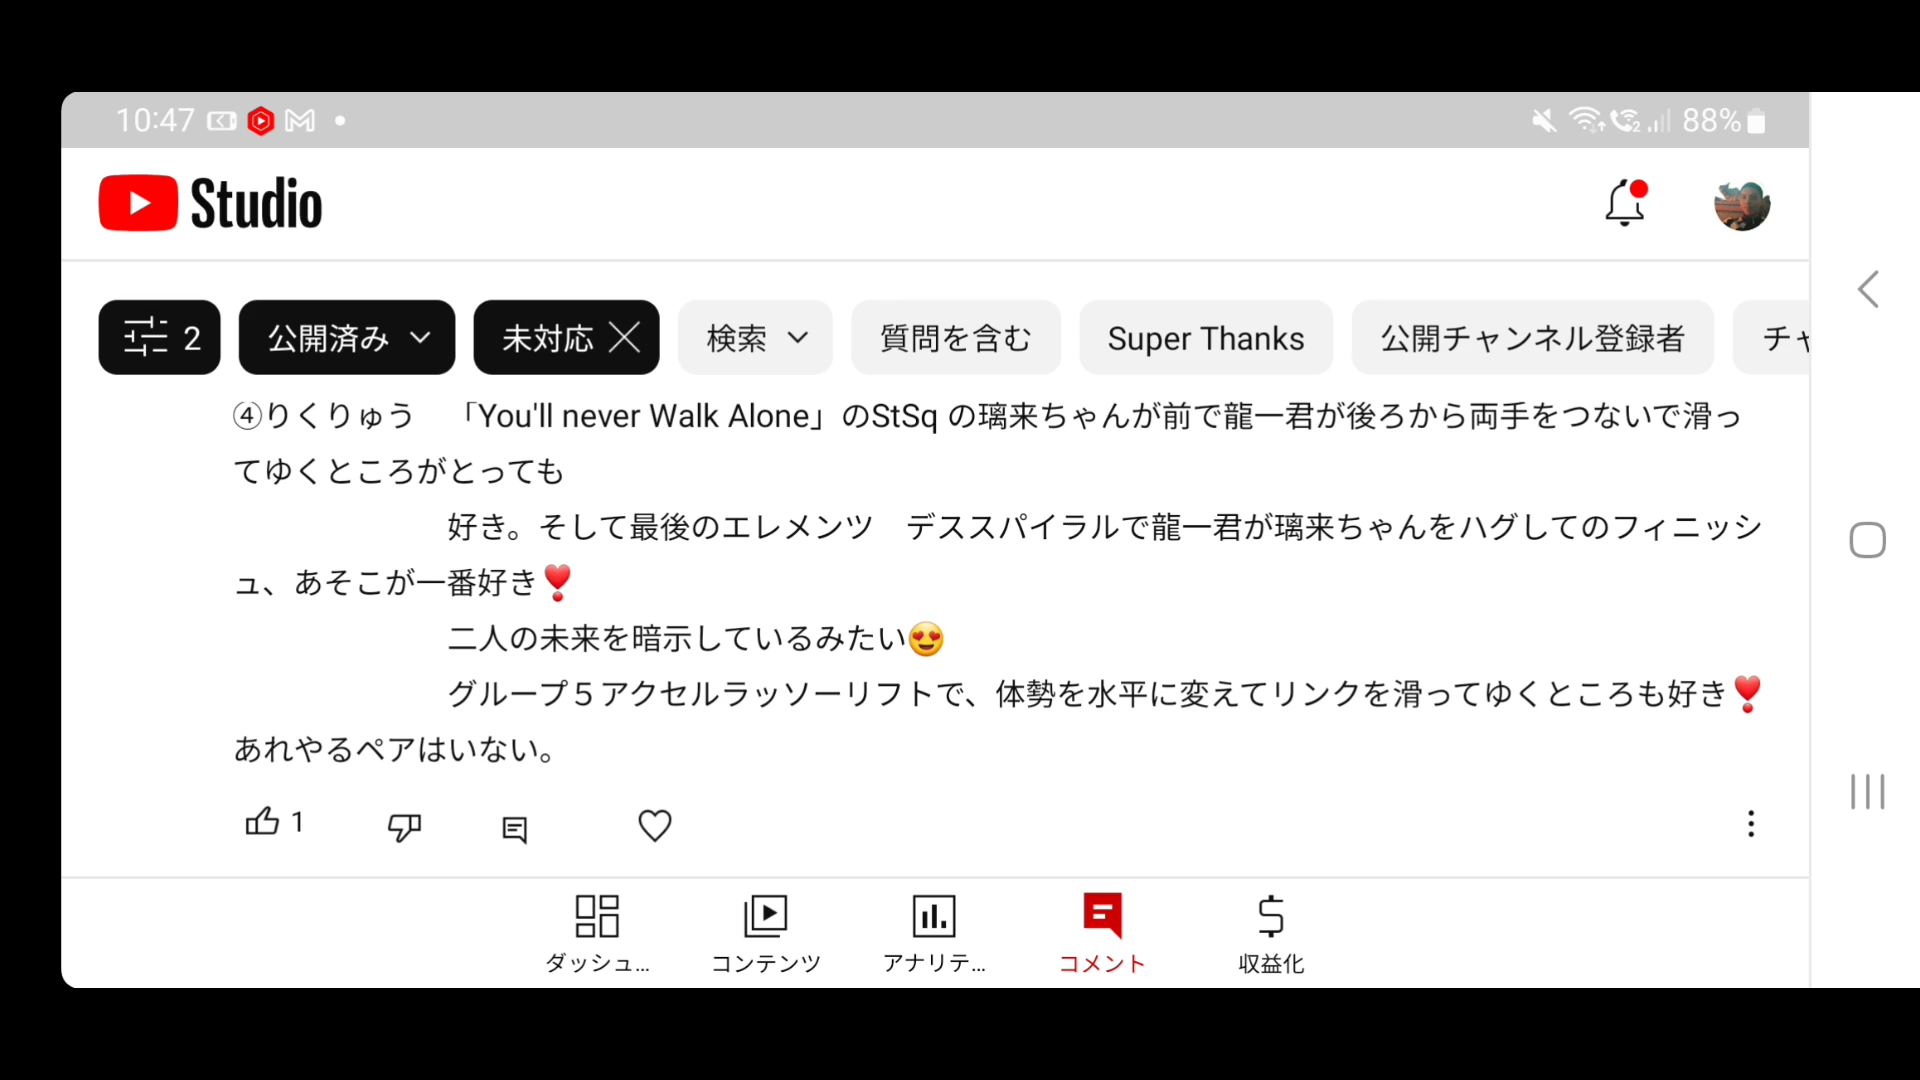 10:47
88%
Studio
2
公開済み
未対応
検索
質問を含む
Super Thanks
公開チャンネル登録者
チャ
④りくりゅう　「You'll never Walk Alone」のStSq の璃来ちゃんが前で龍一君が後ろから両手をつないで滑っ
てゆくところがとっても
好き。そして最後のエレメンツ　デススパイラルで龍一君が璃来ちゃんをハグしてのフィニッシ
ュ、あそこが一番好き❣️
二人の未来を暗示しているみたい😍
グループ５アクセルラッソーリフトで、体勢を水平に変えてリンクを滑ってゆくところも好き❣️
あれやるペアはいない。
1
ダッシュ...
コンテンツ
アナリテ...
コメント
収益化